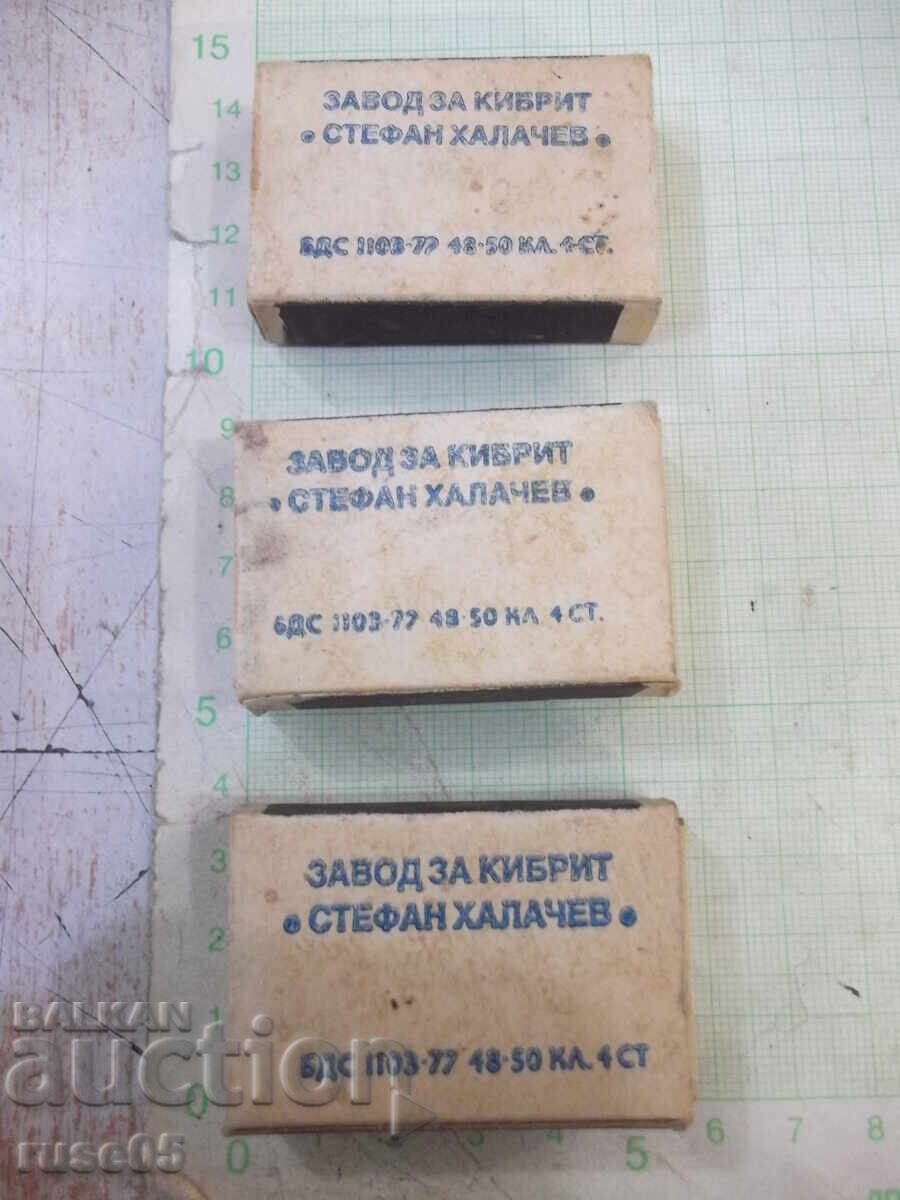 15
14
13
12
11
10
9
8
7
6
5
4
3
2
1
0
ЗАВОД ЗА КИБРИТ
• СТЕФАН ХАЛАЧЕВ •
БДС 1103-77 48-50 КЛ. 4 СТ.
ЗАВОД ЗА КИБРИТ
• СТЕФАН ХАЛАЧЕВ •
БДС 1103-77 48-50 КЛ. 4 СТ.
ЗАВОД ЗА КИБРИТ
• СТЕФАН ХАЛАЧЕВ •
БДС 1103-77 48-50 КЛ. 4 СТ
0 5 6 7 8
BALKAN
auction
ruse05